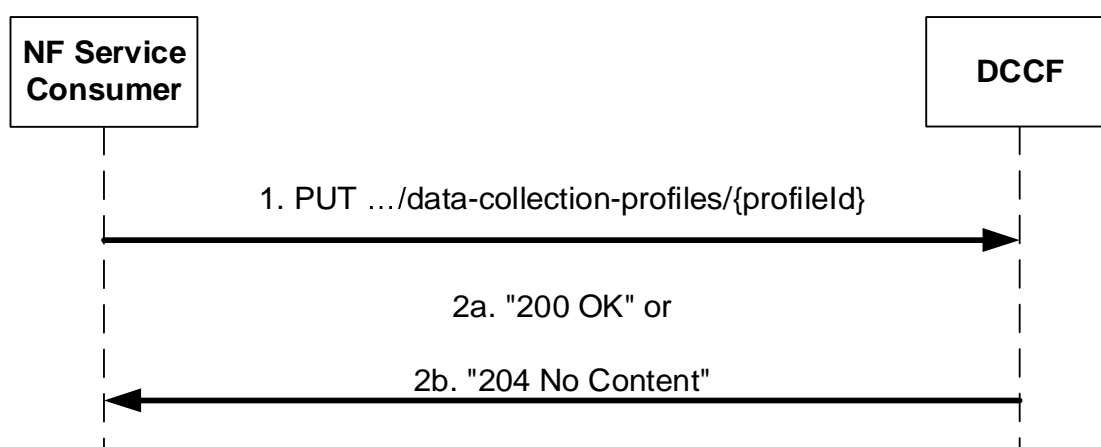 NF Service
Consumer
DCCF
1. PUT …/data-collection-profiles/{profileId}
2a. "200 OK" or
2b. "204 No Content"